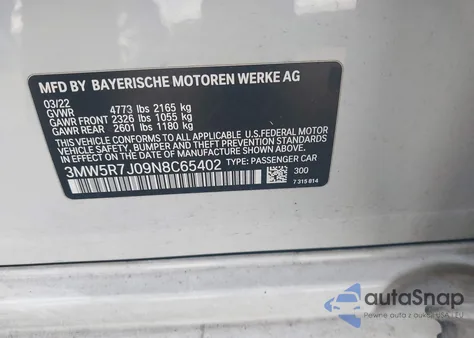 MFD BY BAYERISCHE MOTOREN WERKE AG
03/22
GVWR 4773 lbs 2165 kg
GAWR FRONT 2326 lbs 1055 kg
GAWR REAR 2601 lbs 1180 kg
THIS VEHICLE CONFORMS TO ALL APPLICABLE
U.S. FEDERAL MOTOR
VEHICLE SAFETY, BUMPER, AND THEFT PREVENTION
STANDARDS IN EFFECT ON THE DATE OF MANUFACTURE
SHOWN ABOVE.
3MW5R7J09N8C65402 TYPE: PASSENGER CAR
300
7 315 814
autaSnap
Pewne auta z